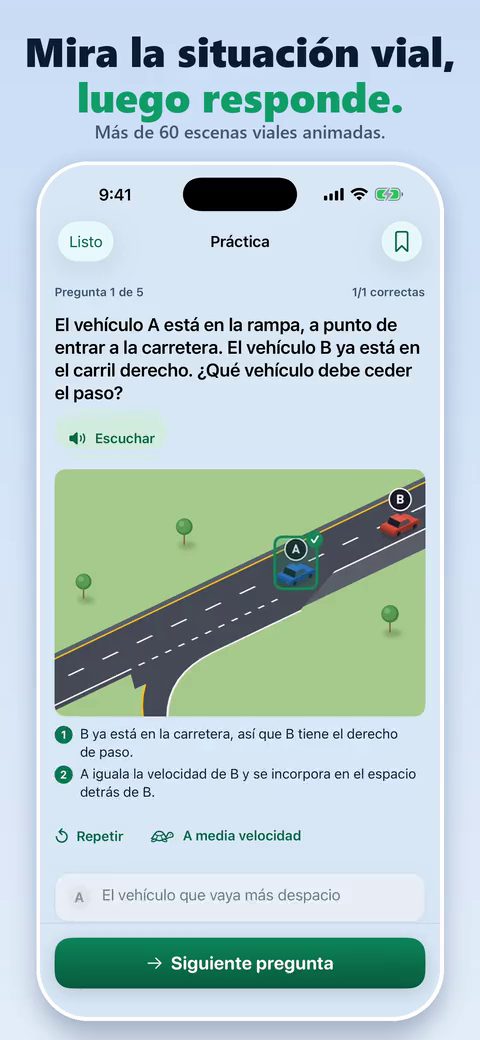 Mira la situación vial,
luego responde.
Más de 60 escenas viales animadas.
9:41
Listo
Práctica
Pregunta 1 de 5
1/1 correctas
El vehículo A está en la rampa, a punto de
entrar a la carretera. El vehículo B ya está en
el carril derecho. ¿Qué vehículo debe ceder
el paso?
Escuchar
B
A
1 B ya está en la carretera, así que B tiene el derecho
de paso.
2 A iguala la velocidad de B y se incorpora en el espacio
detrás de B.
Repetir
A media velocidad
A El vehículo que vaya más despacio
→ Siguiente pregunta